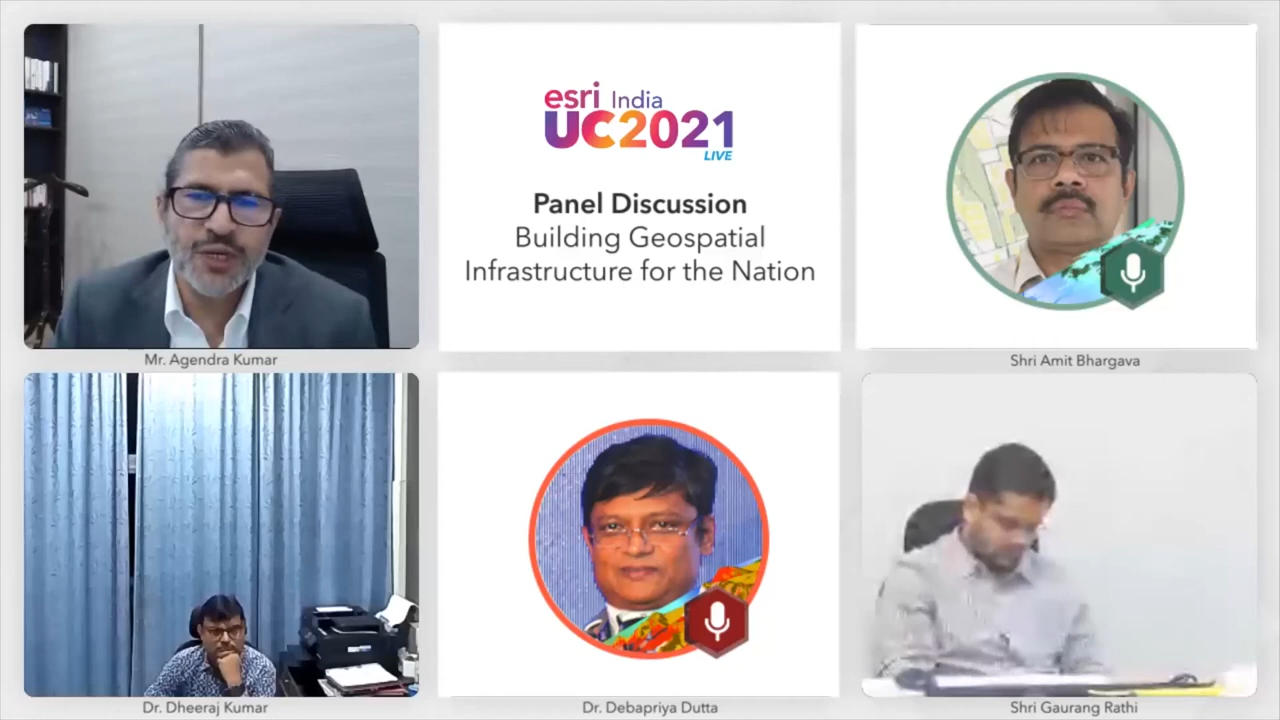 esri India
UC2021
LIVE
Panel Discussion
Building Geospatial
Infrastructure for the Nation
Mr. Agendra Kumar
Shri Amit Bhargava
Dr. Dheeraj Kumar
Dr. Debapriya Dutta
Shri Gaurang Rathi